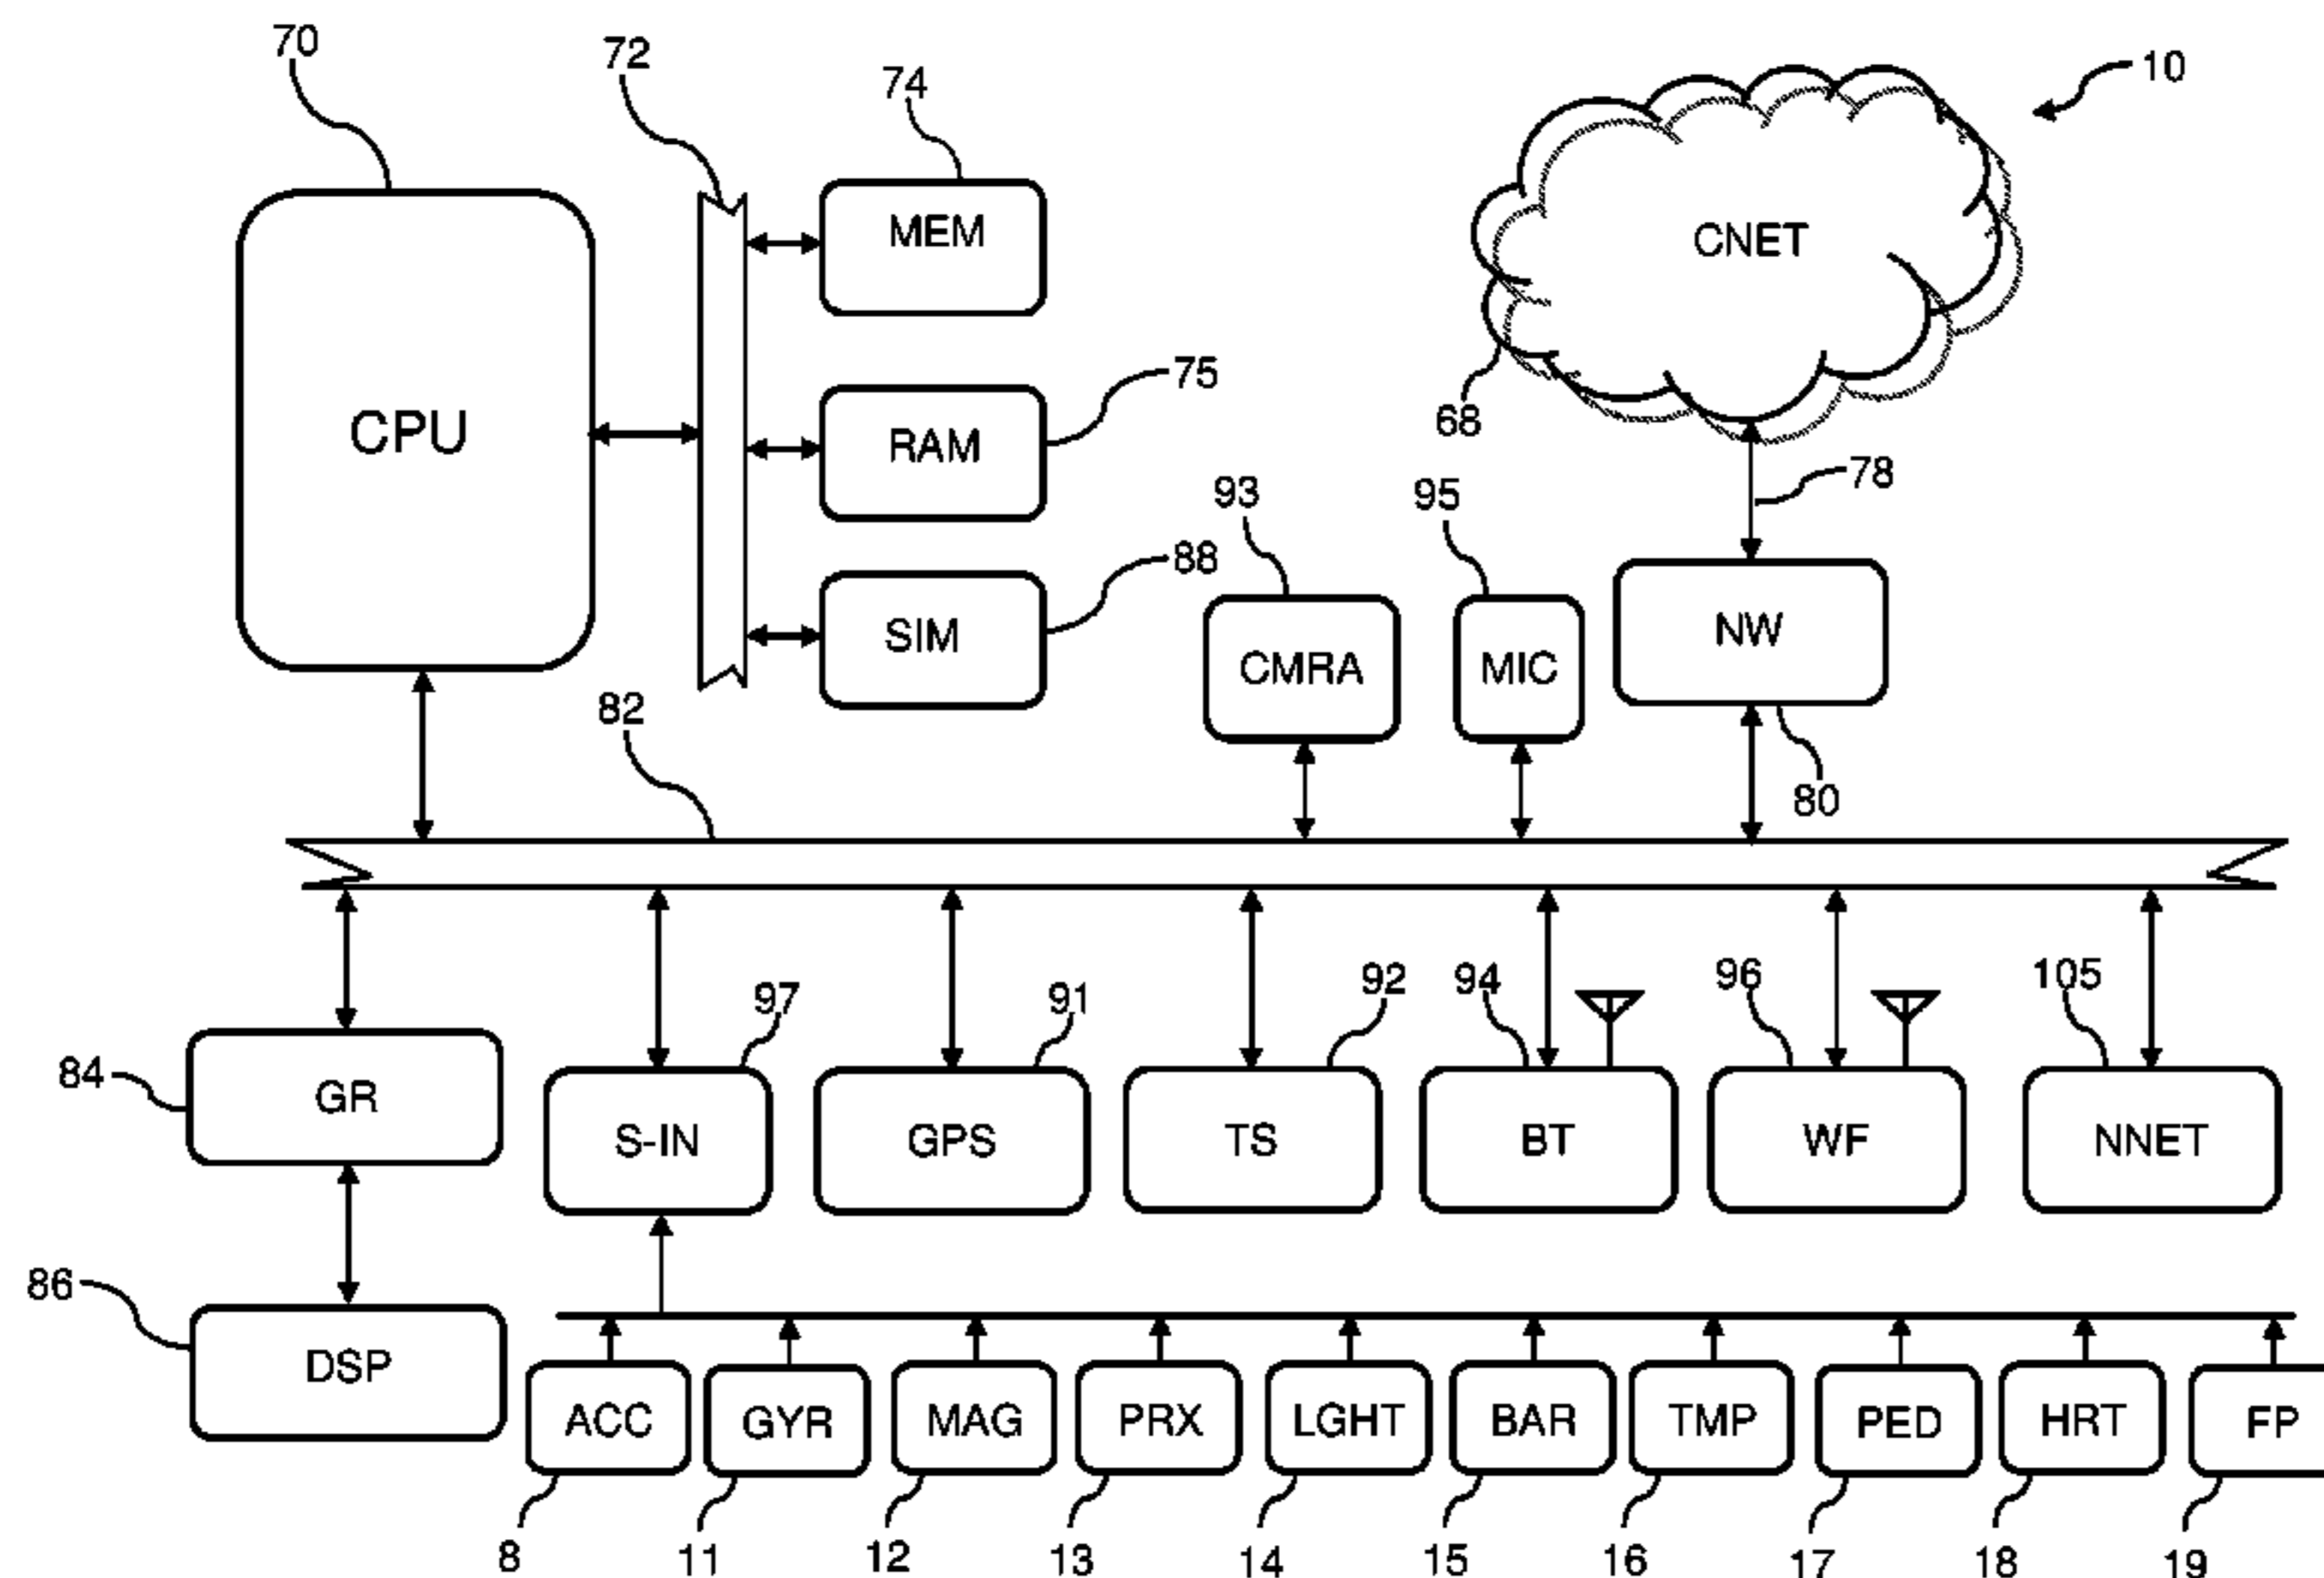 70
72
74
10
MEM
CNET
CPU
75
RAM
68
78
93
95
88
SIM
NW
CMRA
MIC
82
80
97
91
92
94
96
105
84
GR
S-IN
GPS
TS
BT
WF
NNET
86
DSP
ACC
GYR
MAG
PRX
LGHT
BAR
TMP
PED
HRT
FP
8
11
12
13
14
15
16
17
18
19